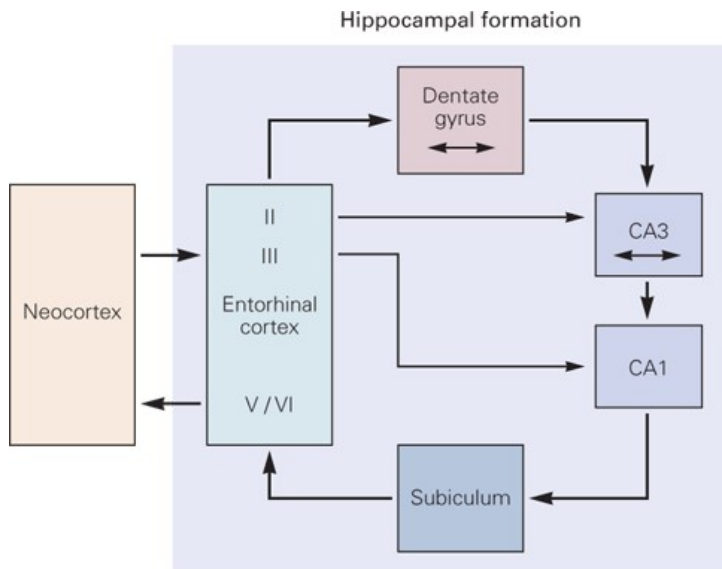 Hippocampal formation
Dentate
gyrus
II
III
Entorhinal
cortex
V / VI
Neocortex
CA3
CA1
Subiculum